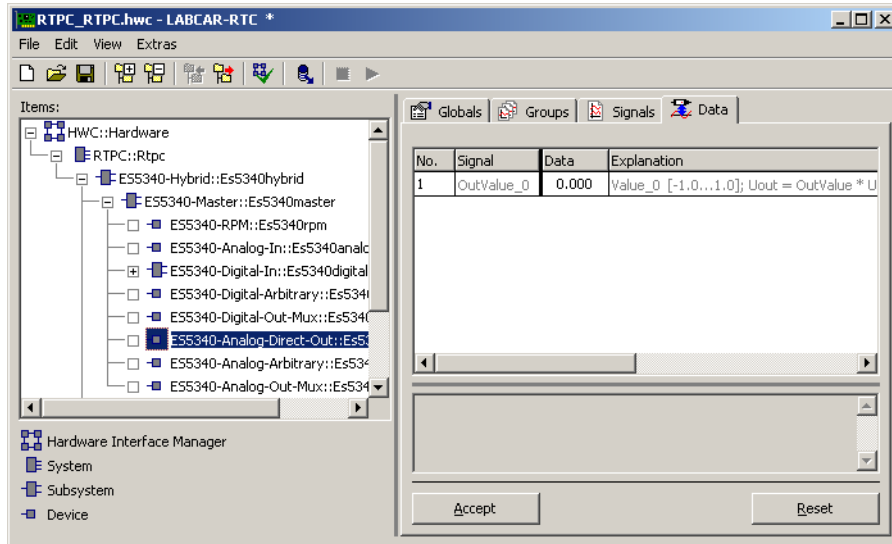 RTPC_RTPC.hwc - LABCAR-RTC *
File Edit View Extras
Items:
HWC::Hardware
RTPC::Rtpc
ES5340-Hybrid::Es5340hybrid
ES5340-Master::Es5340master
ES5340-RPM::Es5340rpm
ES5340-Analog-In::Es5340analo
ES5340-Digital-In::Es5340digital
ES5340-Digital-Arbitrary::Es534
ES5340-Digital-Out-Mux::Es5340
ES5340-Analog-Direct-Out::Es53
ES5340-Analog-Arbitrary::Es534
ES5340-Analog-Out-Mux::Es534
Hardware Interface Manager
System
Subsystem
Device
Globals Groups Signals Data
No. Signal Data Explanation
1 OutValue_0 0.000 Value_0 [-1.0...1.0]; Uout = OutValue * U
Accept Reset